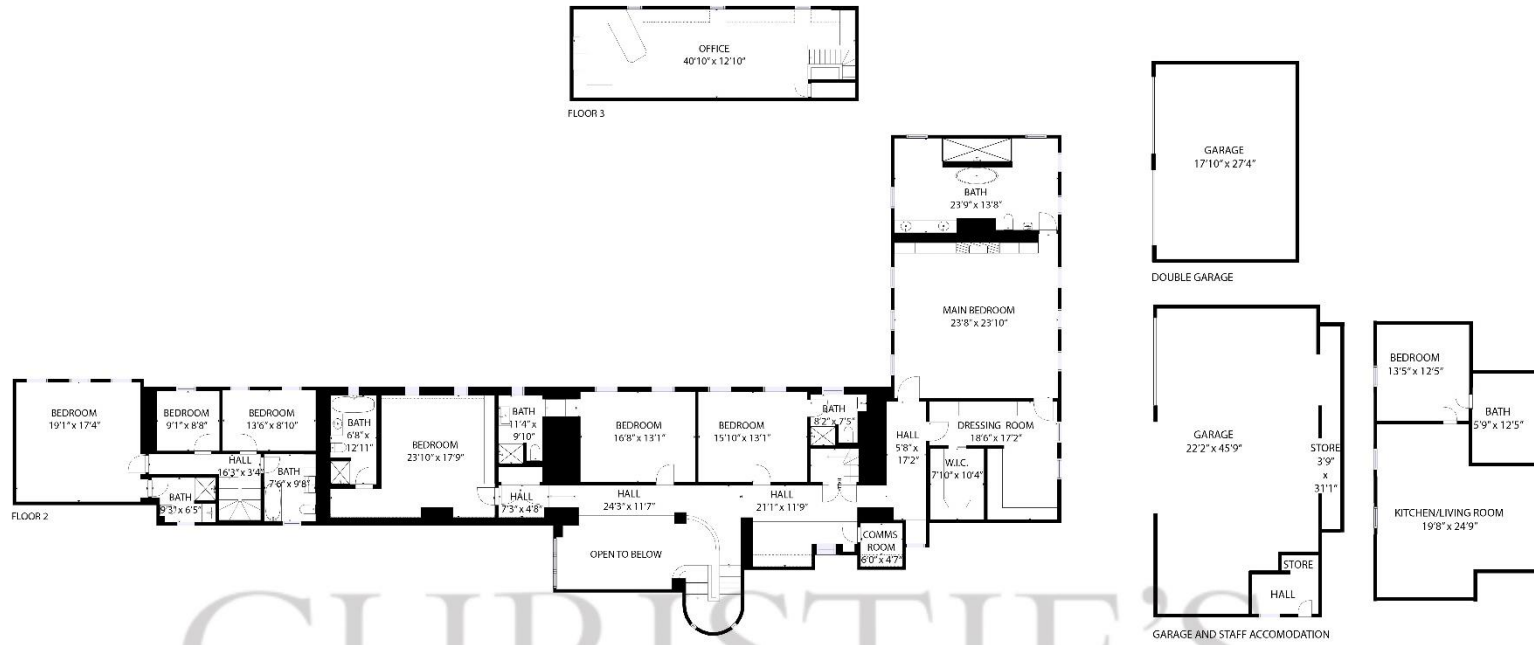 OFFICE
40'10" x 12'10"
FLOOR 3
GARAGE
17'10" x 27'4"
DOUBLE GARAGE
BATH
23'9" x 13'8"
MAIN BEDROOM
23'8" x 23'10"
BEDROOM
19'1" x 17'4"
BEDROOM
9'1" x 8'8"
BEDROOM
13'6" x 8'10"
HALL
16'3" x 3'4"
BATH
9'3" x 6'5"
BATH
7'6" x 9'8"
FLOOR 2
BATH
6'8"
x
12'11"
BEDROOM
23'10" x 17'9"
BATH
11'4" x
9'10"
HALL
7'3" x 4'8"
BEDROOM
16'8" x 13'1"
BEDROOM
15'10" x 13'1"
BATH
8'2" x 7'5"
HALL
24'3" x 11'7"
HALL
21'1" x 11'9"
OPEN TO BELOW
COMMS
ROOM
6'0" x 4'7"
HALL
5'8" x
17'2"
DRESSING ROOM
18'6" x 17'2"
W.I.C.
7'10" x 10'4"
GARAGE
22'2" x 45'9"
STORE
3'9"
x
31'1"
STORE
HALL
GARAGE AND STAFF ACCOMODATION
BEDROOM
13'5" x 12'5"
BATH
5'9" x 12'5"
KITCHEN/LIVING ROOM
19'8" x 24'9"
CHRISTIE'S